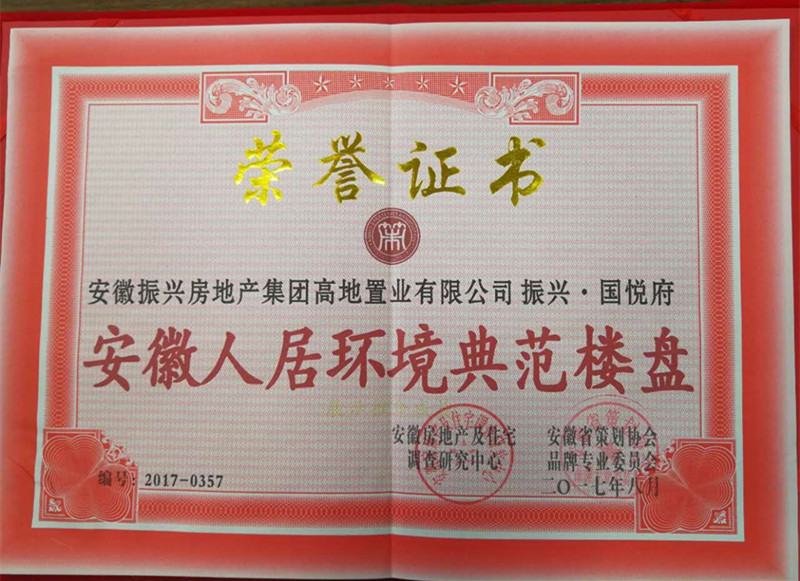 荣誉证书
安徽振兴房地产集团高地置业有限公司 振兴·国悦府
安徽人居环境典范楼盘
安徽房地产及住宅 安徽省策划协会
调查研究中心 品牌专业委员会
编号：2017-0357 二〇一七年八月